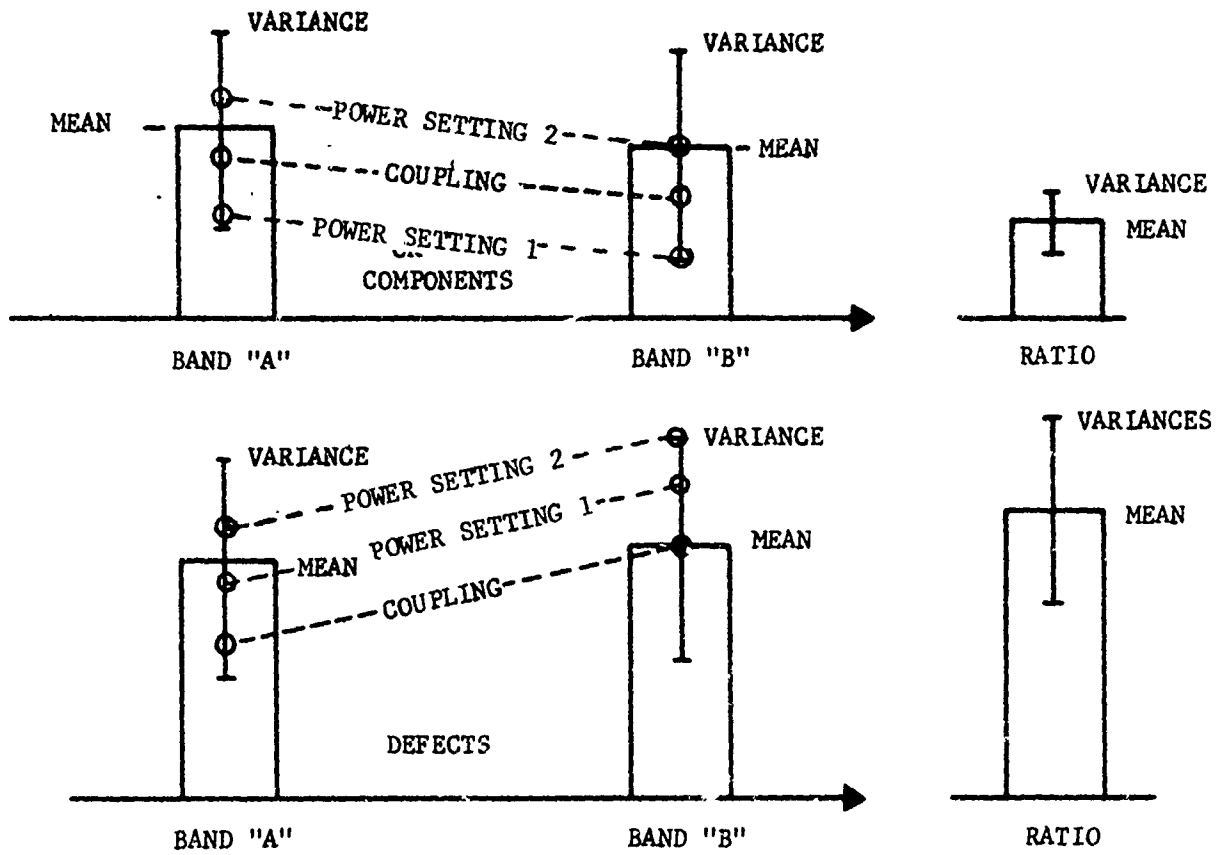 VARIANCE
VARIANCE
MEAN
POWER SETTING 2
MEAN
COUPLING
VARIANCE
MEAN
POWER SETTING 1
COMPONENTS
BAND "A"
BAND "B"
RATIO
VARIANCE
VARIANCE
VARIANCES
POWER SETTING 2
MEAN
POWER SETTING 1
MEAN
MEAN
COUPLING
DEFECTS
BAND "A"
BAND "B"
RATIO